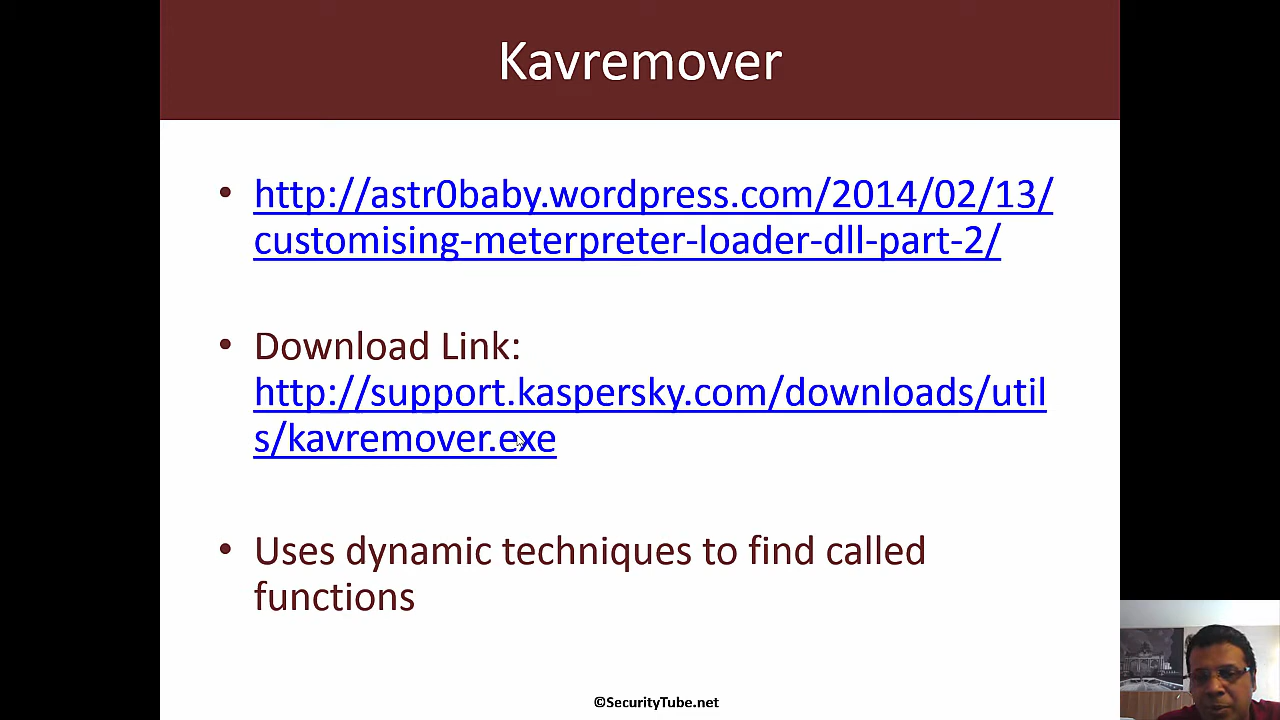 Kavremover
• http://astr0baby.wordpress.com/2014/02/13/
customising-meterpreter-loader-dll-part-2/
• Download Link:
http://support.kaspersky.com/downloads/util
s/kavremover.exe
• Uses dynamic techniques to find called
functions
©SecurityTube.net